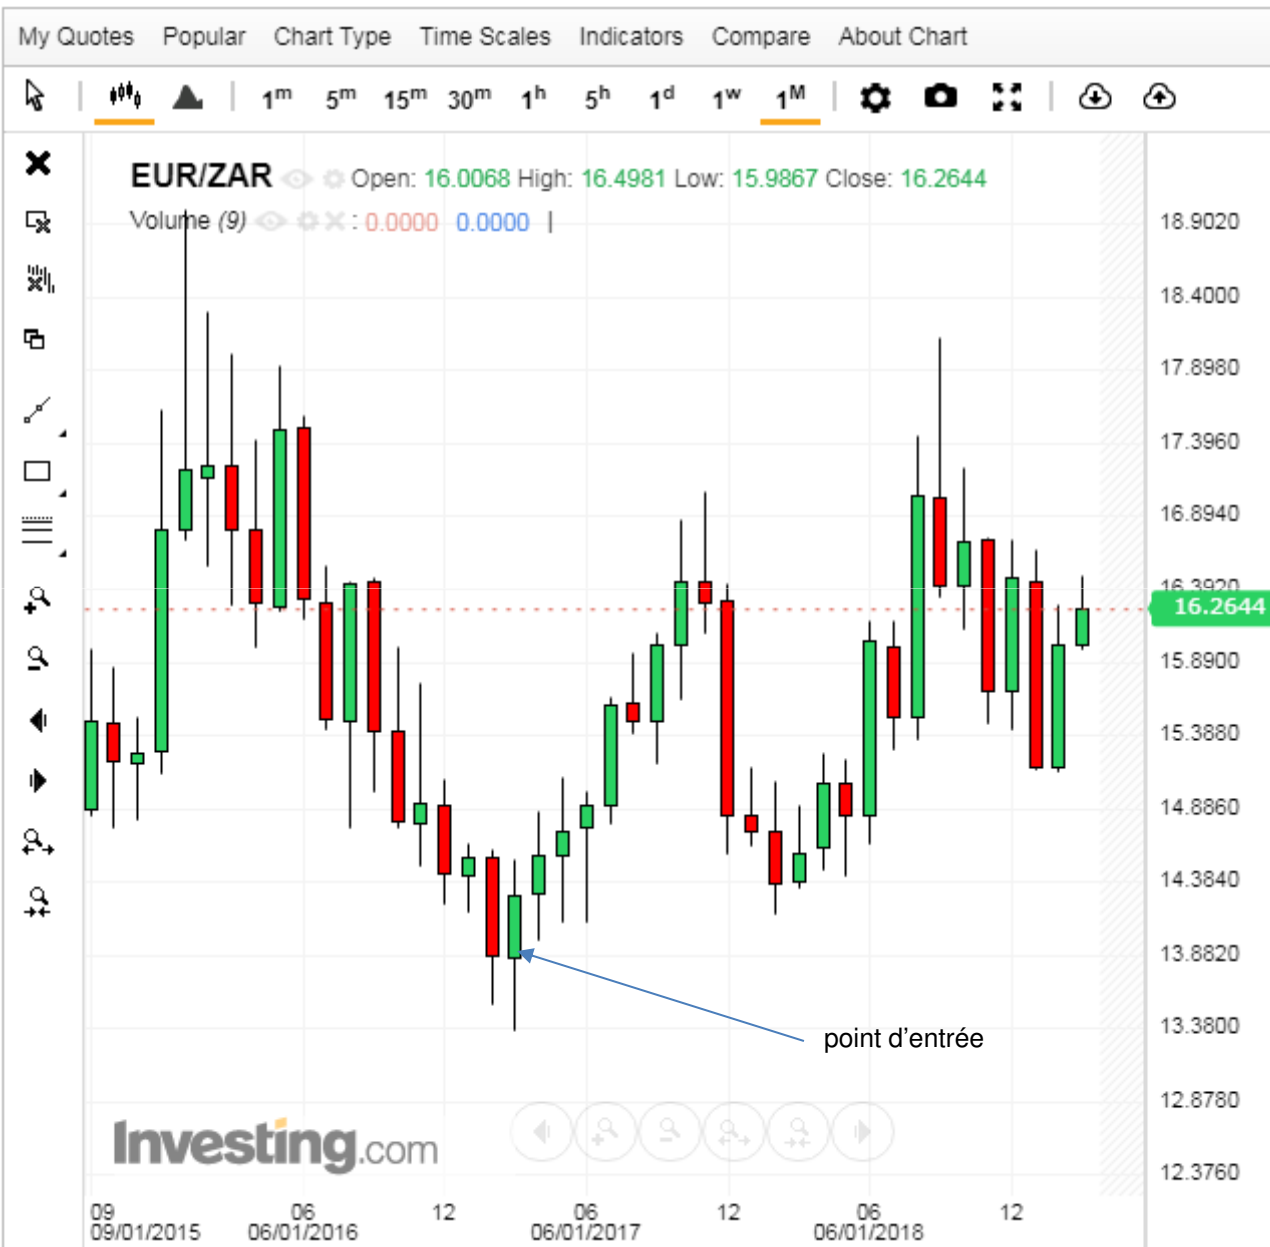 My Quotes Popular Chart Type Time Scales Indicators Compare About Chart
1m 5m 15m 30m 1h 5h 1d 1w 1M
EUR/ZAR Open: 16.0068 High: 16.4981 Low: 15.9867 Close: 16.2644
Volume (9) : 0.0000 0.0000
18.9020
18.4000
17.8980
17.3960
16.8940
16.3920
16.2644
15.8900
15.3880
14.8860
14.3840
13.8820
13.3800
12.8780
12.3760
point d’entrée
Investing.com
09 06 12 06 12 06 12
09/01/2015 06/01/2016 06/01/2017 06/01/2018